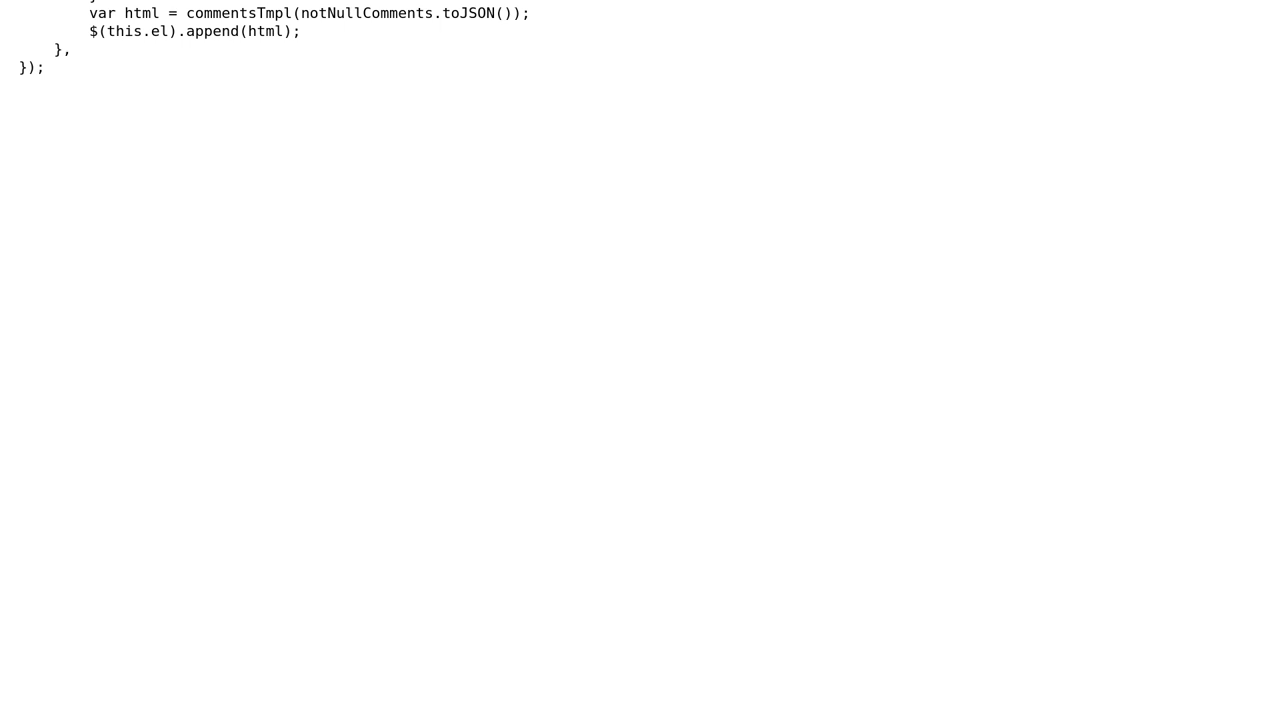 var html = commentsTmpl(notNullComments.toJSON());
$(this.el).append(html);
},
});